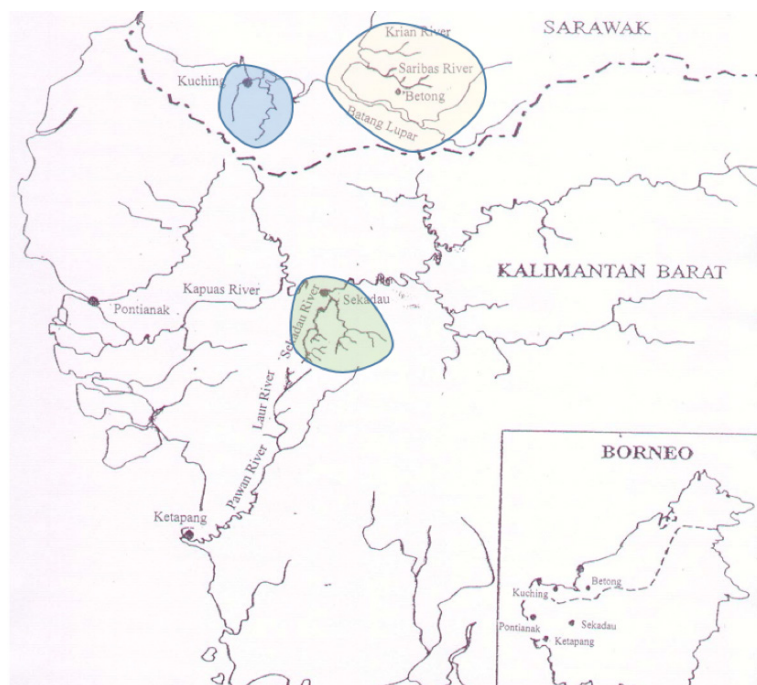 Krian River
SARAWAK
Kuching
Saribas River
Betong
Batang Lupar
KALIMANTAN BARAT
Kapuas River
Pontianak
Sekadau River
Sekadau
Laur River
Pawan River
Ketapang
BORNEO
Kuching
Betong
Pontianak
Sekadau
Ketapang